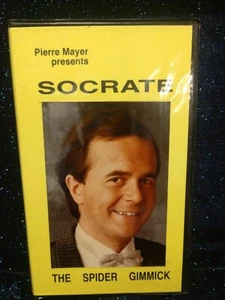 Pierre Mayer
presents
SOCRATE
THE SPIDER GIMMICK